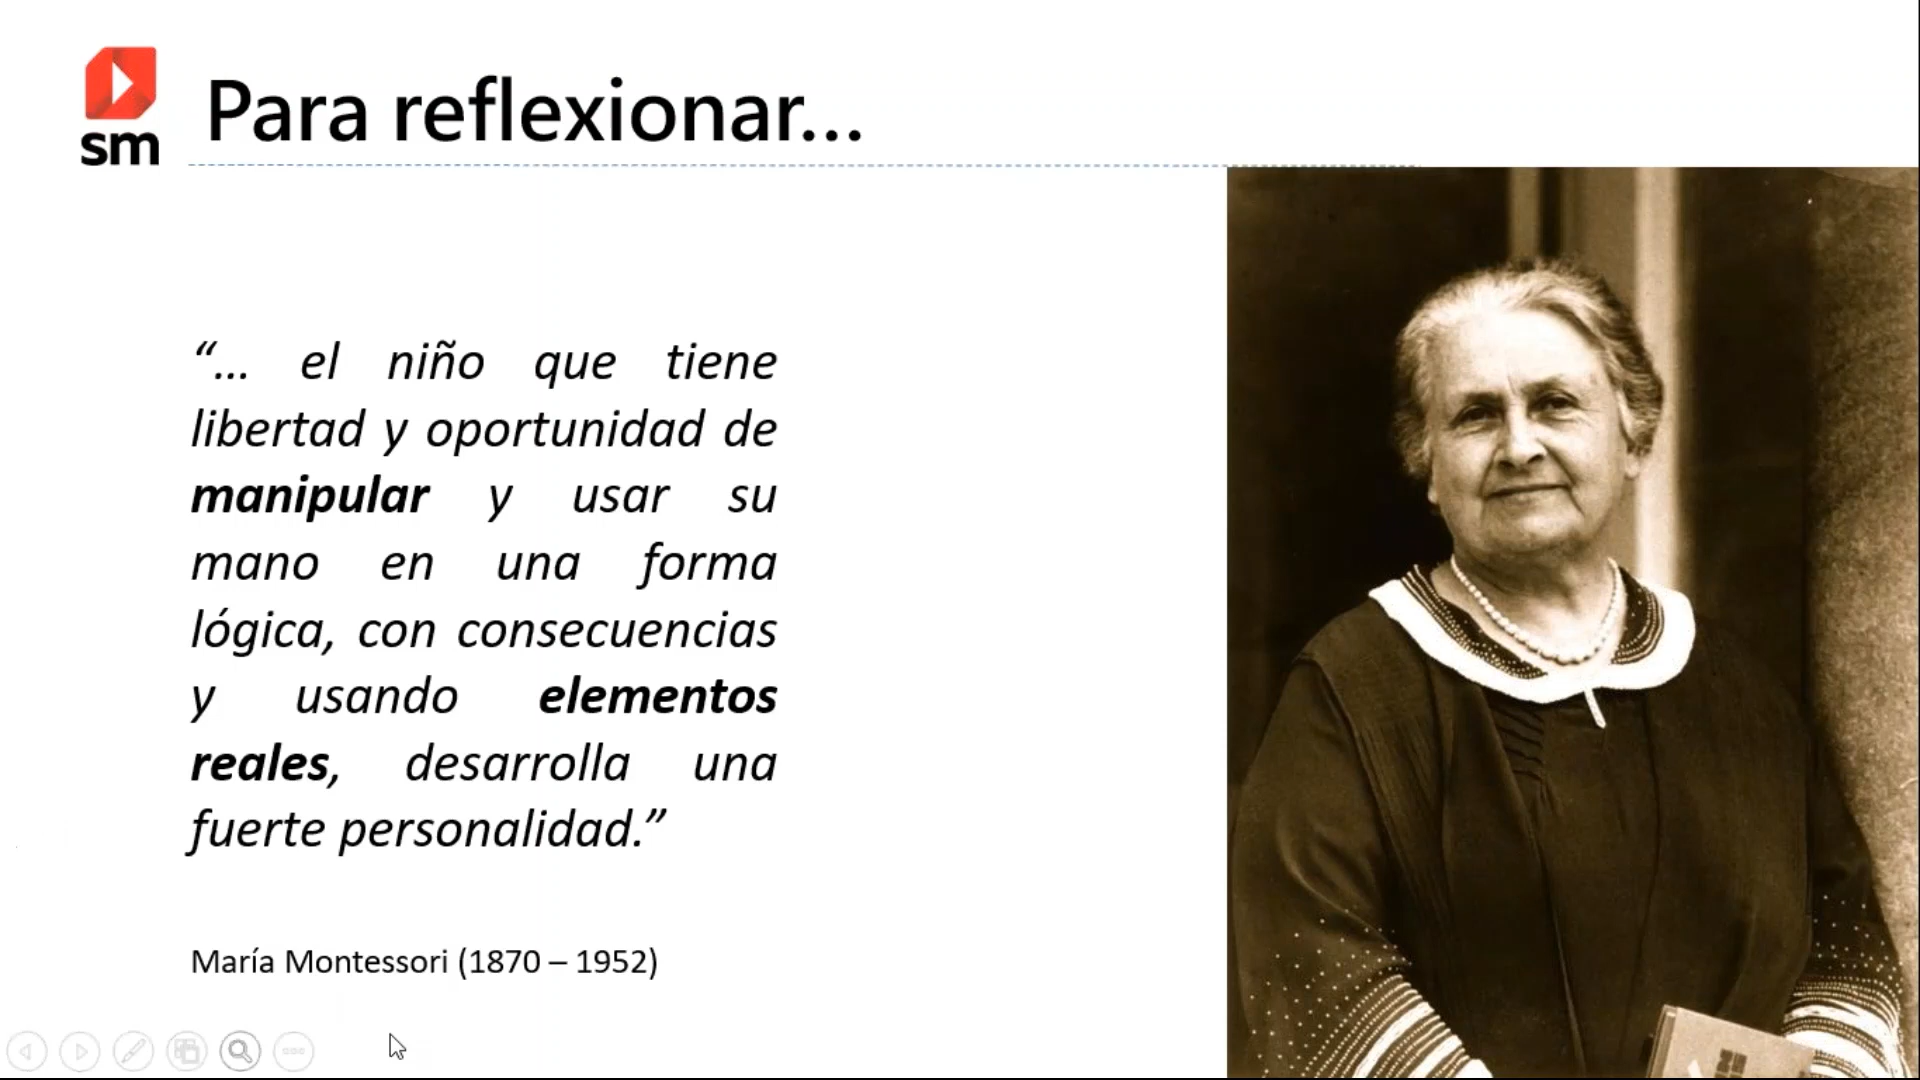 sm
Para reflexionar...
“... el niño que tiene
libertad y oportunidad de
manipular y usar su
mano en una forma
lógica, con consecuencias
y usando elementos
reales, desarrolla una
fuerte personalidad.”
María Montessori (1870 – 1952)